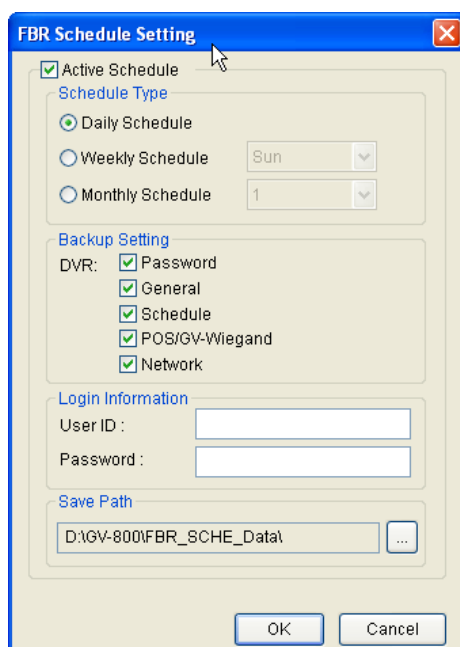 FBR Schedule Setting
Active Schedule
Schedule Type
Daily Schedule
Weekly Schedule Sun
Monthly Schedule 1
Backup Setting
DVR: Password
General
Schedule
POS/GV-Wiegand
Network
Login Information
User ID :
Password :
Save Path
D:\GV-800\FBR_SCHE_Data\ ...
OK Cancel